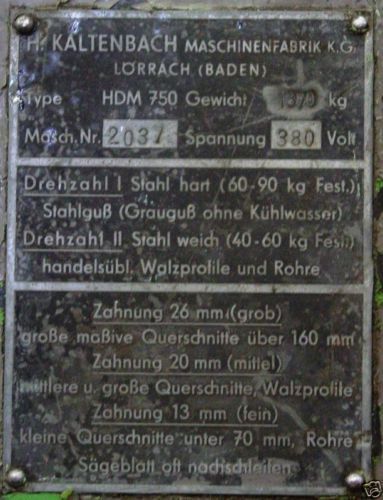 H. KALTENBACH MASCHINENFABRIK K.G.
LÖRRACH (BADEN)
Type HDM 750 Gewicht 1370 kg
Masch. Nr. 2037 Spannung 380 Volt
Drehzahl I Stahl hart (60-90 kg Fest.)
Stahlguß (Grauguß ohne Kühlwasser)
Drehzahl II Stahl weich (40-60 kg Fest.)
handelsübl. Walzprofile und Rohre
Zahnung 26 mm (grob)
große maßive Querschnitte über 160 mm
Zahnung 20 mm (mittel)
mittlere u. große Querschnitte, Walzprofile
Zahnung 13 mm (fein)
kleine Querschnitte unter 70 mm, Rohre
Sägeblatt oft nachschleifen